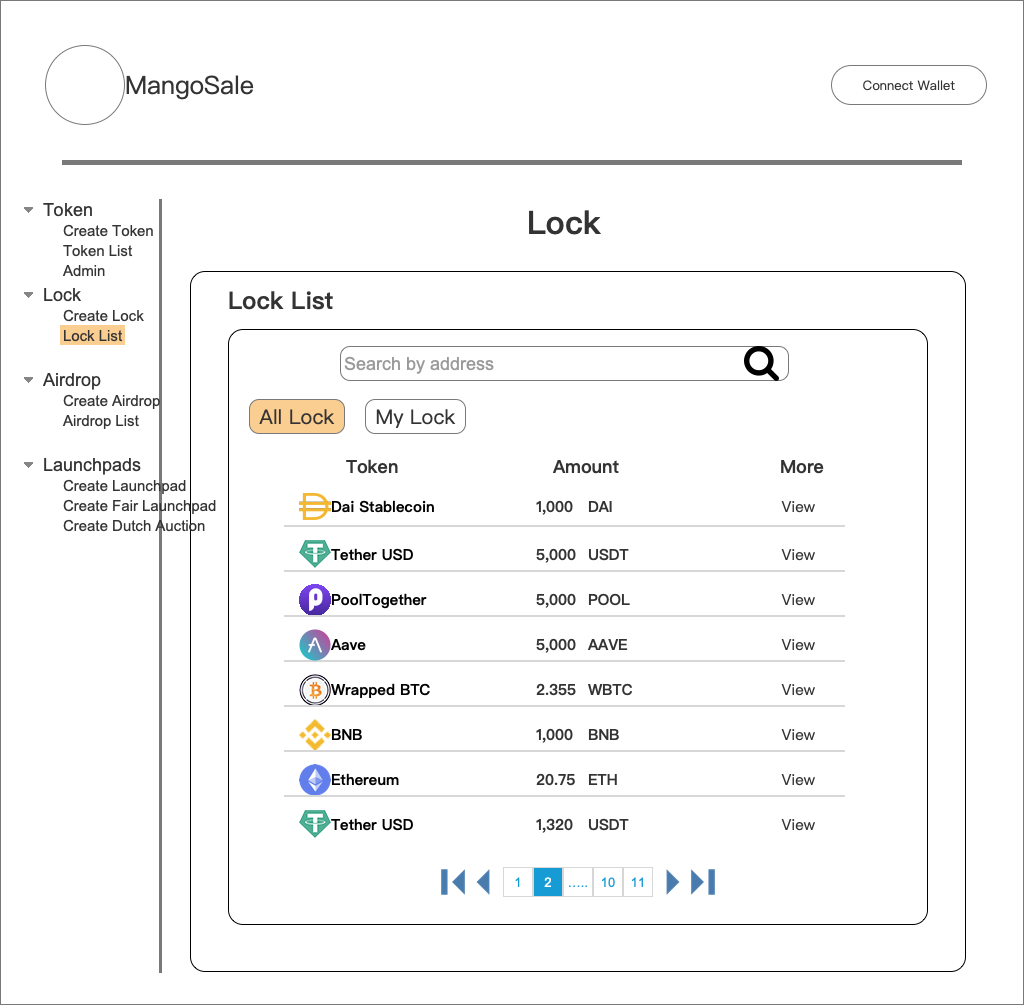 MangoSale
Connect Wallet
Token
Create Token
Token List
Admin
Lock
Create Lock
Lock List
Airdrop
Create Airdrop
Airdrop List
Launchpads
Create Launchpad
Create Fair Launchpad
Create Dutch Auction
Lock
Lock List
Search by address
All Lock My Lock
Token Amount More
Dai Stablecoin 1,000 DAI View
Tether USD 5,000 USDT View
PoolTogether 5,000 POOL View
Aave 5,000 AAVE View
Wrapped BTC 2.355 WBTC View
BNB 1,000 BNB View
Ethereum 20.75 ETH View
Tether USD 1,320 USDT View
1 2 ..... 10 11